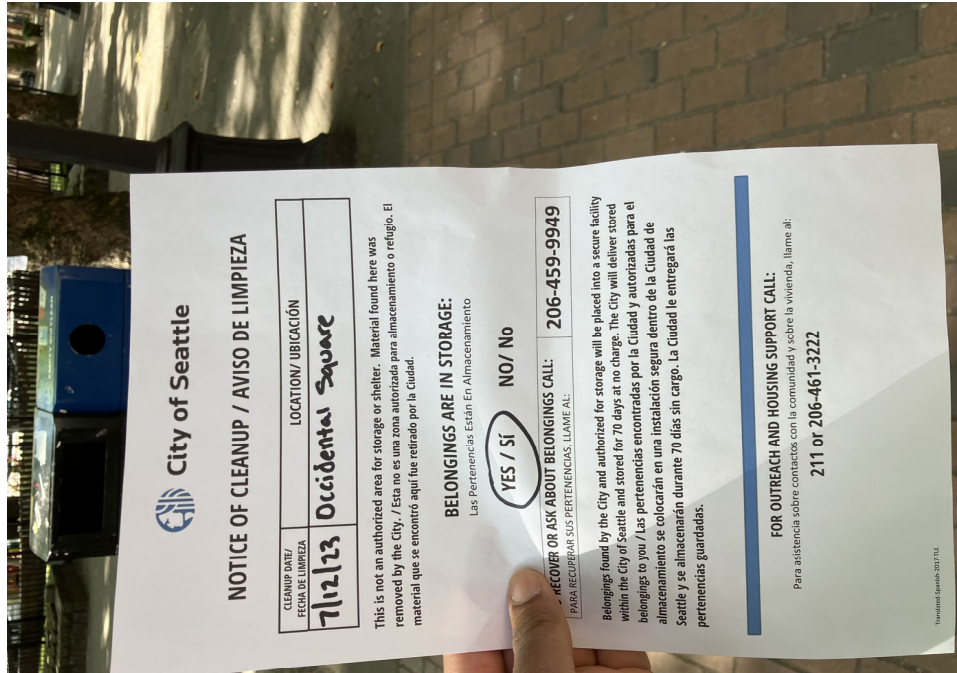 City of Seattle
NOTICE OF CLEANUP / AVISO DE LIMPIEZA
CLEANUP DATE/
FECHA DE LIMPIEZA
LOCATION/ UBICACIÓN
7/12/23
Occidental Square
This is not an authorized area for storage or shelter. Material found here was
removed by the City. / Esta no es una zona autorizada para almacenamiento o refugio. El
material que se encontró aquí fue retirado por la Ciudad.
BELONGINGS ARE IN STORAGE:
Las Pertenencias Están En Almacenamiento
YES / Sí NO/ No
RECOVER OR ASK ABOUT BELONGINGS CALL:
PARA RECUPERAR SUS PERTENENCIAS, LLAME AL:
206-459-9949
Belongings found by the City and authorized for storage will be placed into a secure facility
within the City of Seattle and stored for 70 days at no charge. The City will deliver stored
belongings to you / Las pertenencias encontradas por la Ciudad y autorizadas para el
almacenamiento se colocarán en una instalación segura dentro de la Ciudad de
Seattle y se almacenarán durante 70 días sin cargo. La Ciudad le entregará las
pertenencias guardadas.
FOR OUTREACH AND HOUSING SUPPORT CALL:
Para asistencia sobre contactos con la comunidad y sobre la vivienda, llame al:
211 or 206-461-3222
Translated-Spanish-2017 TLE